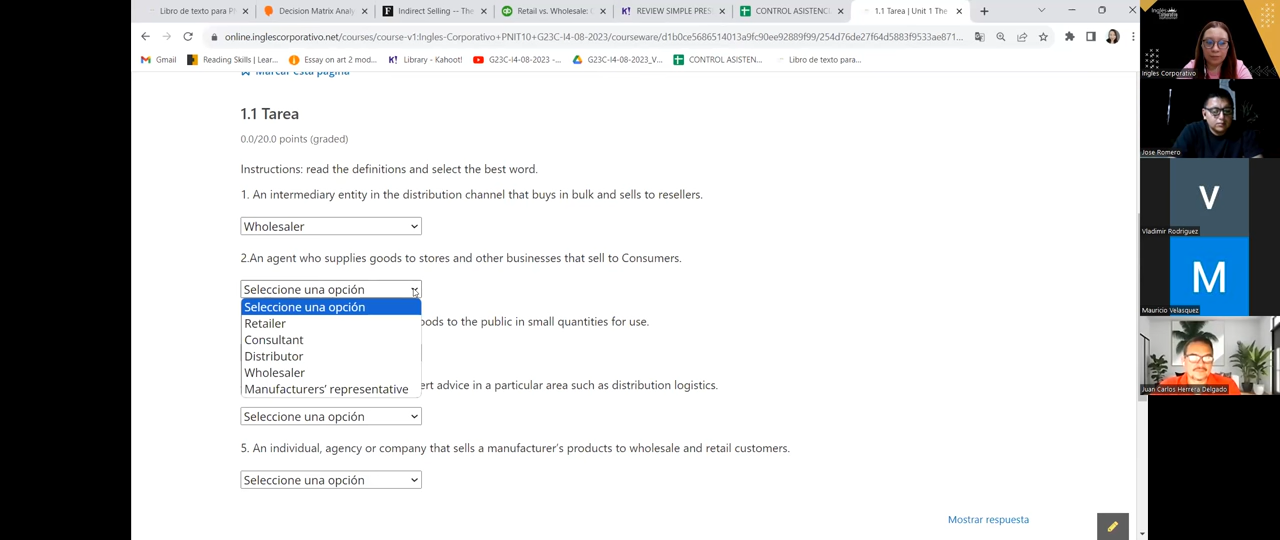 Libro de texto para P
Decision Matrix Analy
Indirect Selling -- The
Retail vs. Wholesale: C
REVIEW SIMPLE PRES
CONTROL ASISTENC
1.1 Tarea | Unit 1 The
online.inglescorporativo.net/courses/course-v1:Ingles-Corporativo+PNIT10+G23C-I4-08-2023/courseware/d1b0ce5686514013a9fc90ee92889f99/254d76de27f64d5883f9533ae871...
Gmail
Reading Skills | Lear...
Essay on art 2 mod...
Library - Kahoot!
G23C-I4-08-2023 -...
G23C-I4-08-2023_V...
CONTROL ASISTEN...
Libro de texto para...
Marcar esta página
1.1 Tarea
0.0/20.0 points (graded)
Instructions: read the definitions and select the best word.
1. An intermediary entity in the distribution channel that buys in bulk and sells to resellers.
Wholesaler
2.An agent who supplies goods to stores and other businesses that sell to Consumers.
Seleccione una opción
Seleccione una opción
Retailer
Consultant
Distributor
Wholesaler
Manufacturers’ representative
oods to the public in small quantities for use.
ert advice in a particular area such as distribution logistics.
Seleccione una opción
5. An individual, agency or company that sells a manufacturer’s products to wholesale and retail customers.
Seleccione una opción
Mostrar respuesta
Inglés Corporativo
Ingles Corporativo
Jose Romero
V
Vladimir Rodriguez
M
Mauricio Velasquez
Juan Carlos Herrera Delgado